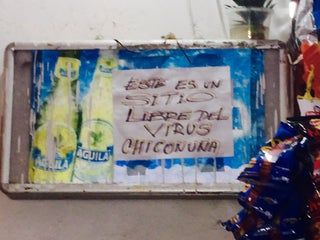 ESTE ES UN
SITIO
LIBRE DEL
VIRUS
CHICONUNA
AGUILA
AGUILA